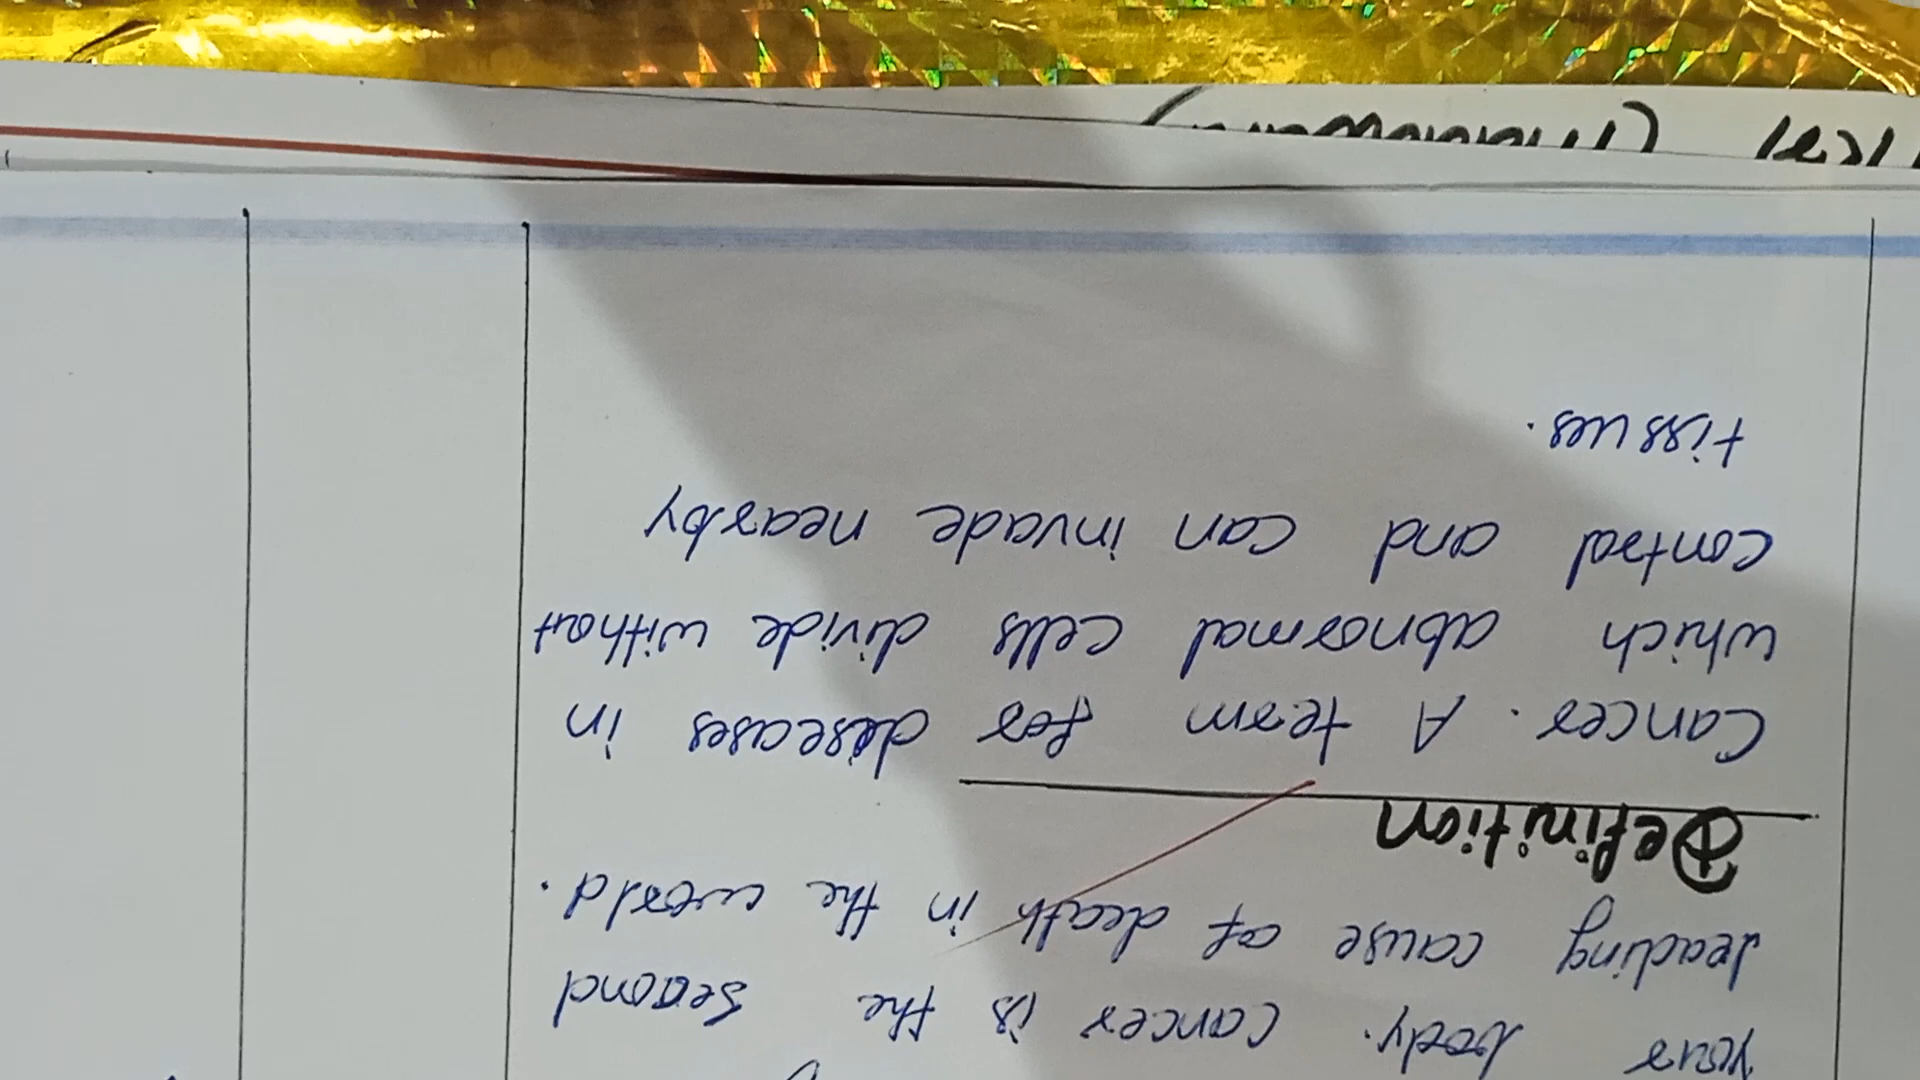 your body. Cancer is the second
leading cause of death in the world.
Definition
Cancer. A term for diseases in
which abnormal cells divide without
control and can invade nearby
tissues.